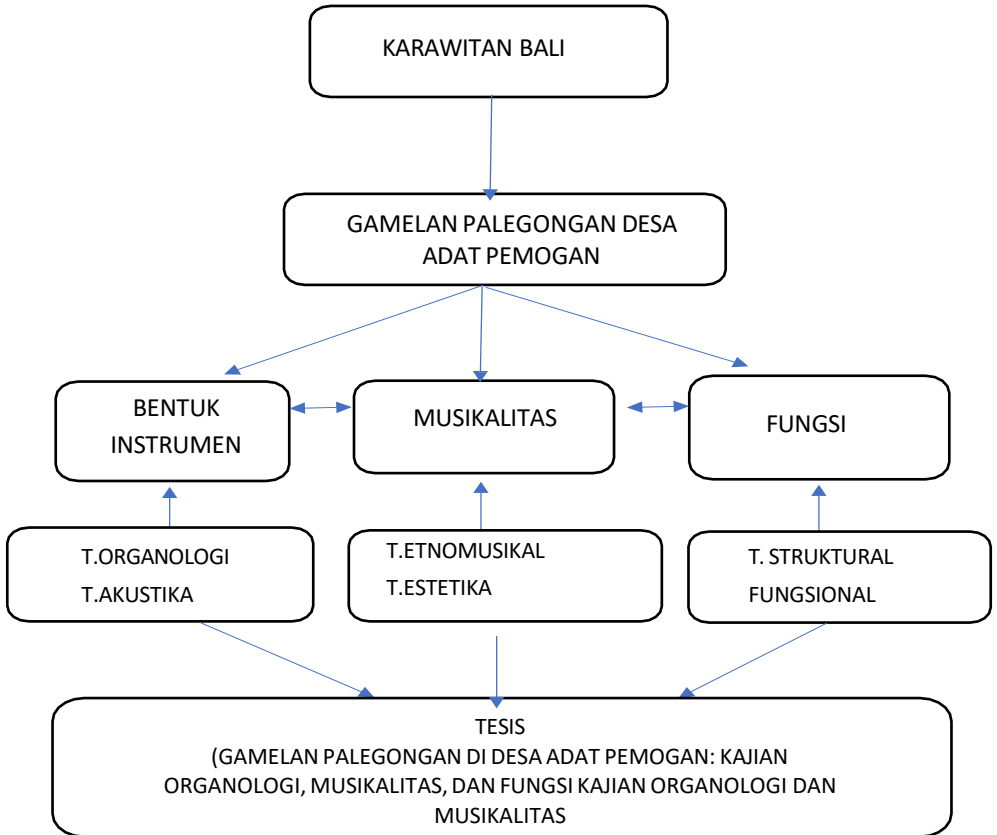 KARAWITAN BALI
GAMELAN PALEGONGAN DESA
ADAT PEMOGAN
BENTUK
INSTRUMEN
MUSIKALITAS
FUNGSI
T.ORGANOLOGI
T.AKUSTIKA
T.ETNOMUSIKAL
T.ESTETIKA
T. STRUKTURAL
FUNGSIONAL
TESIS
(GAMELAN PALEGONGAN DI DESA ADAT PEMOGAN: KAJIAN
ORGANOLOGI, MUSIKALITAS, DAN FUNGSI KAJIAN ORGANOLOGI DAN
MUSIKALITAS